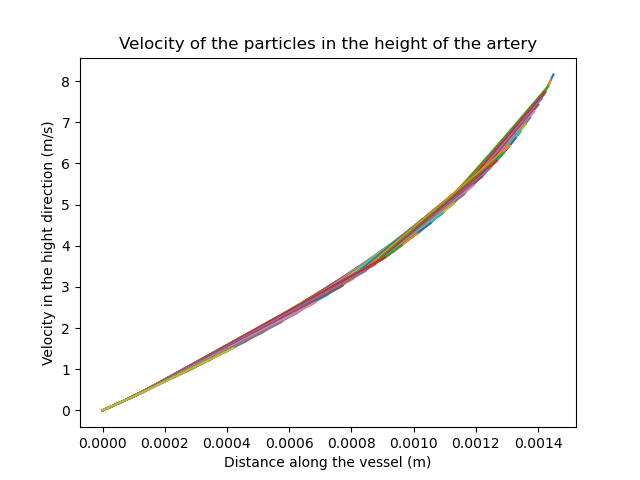 Velocity of the particles in the height of the artery
8
7
6
5
4
3
2
1
0
Velocity in the hight direction (m/s)
0.0000 0.0002 0.0004 0.0006 0.0008 0.0010 0.0012 0.0014
Distance along the vessel (m)